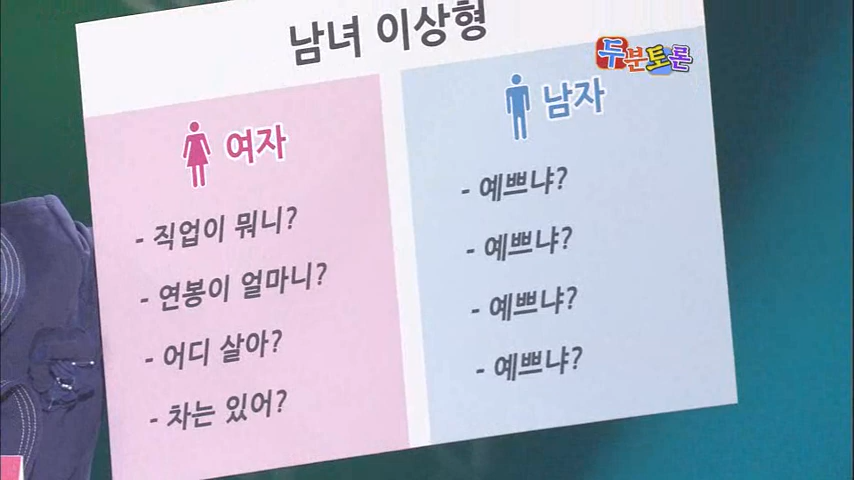 남녀 이상형
두분토론
여자
- 직업이 뭐니?
- 연봉이 얼마니?
- 어디 살아?
- 차는 있어?
남자
- 예쁘냐?
- 예쁘냐?
- 예쁘냐?
- 예쁘냐?